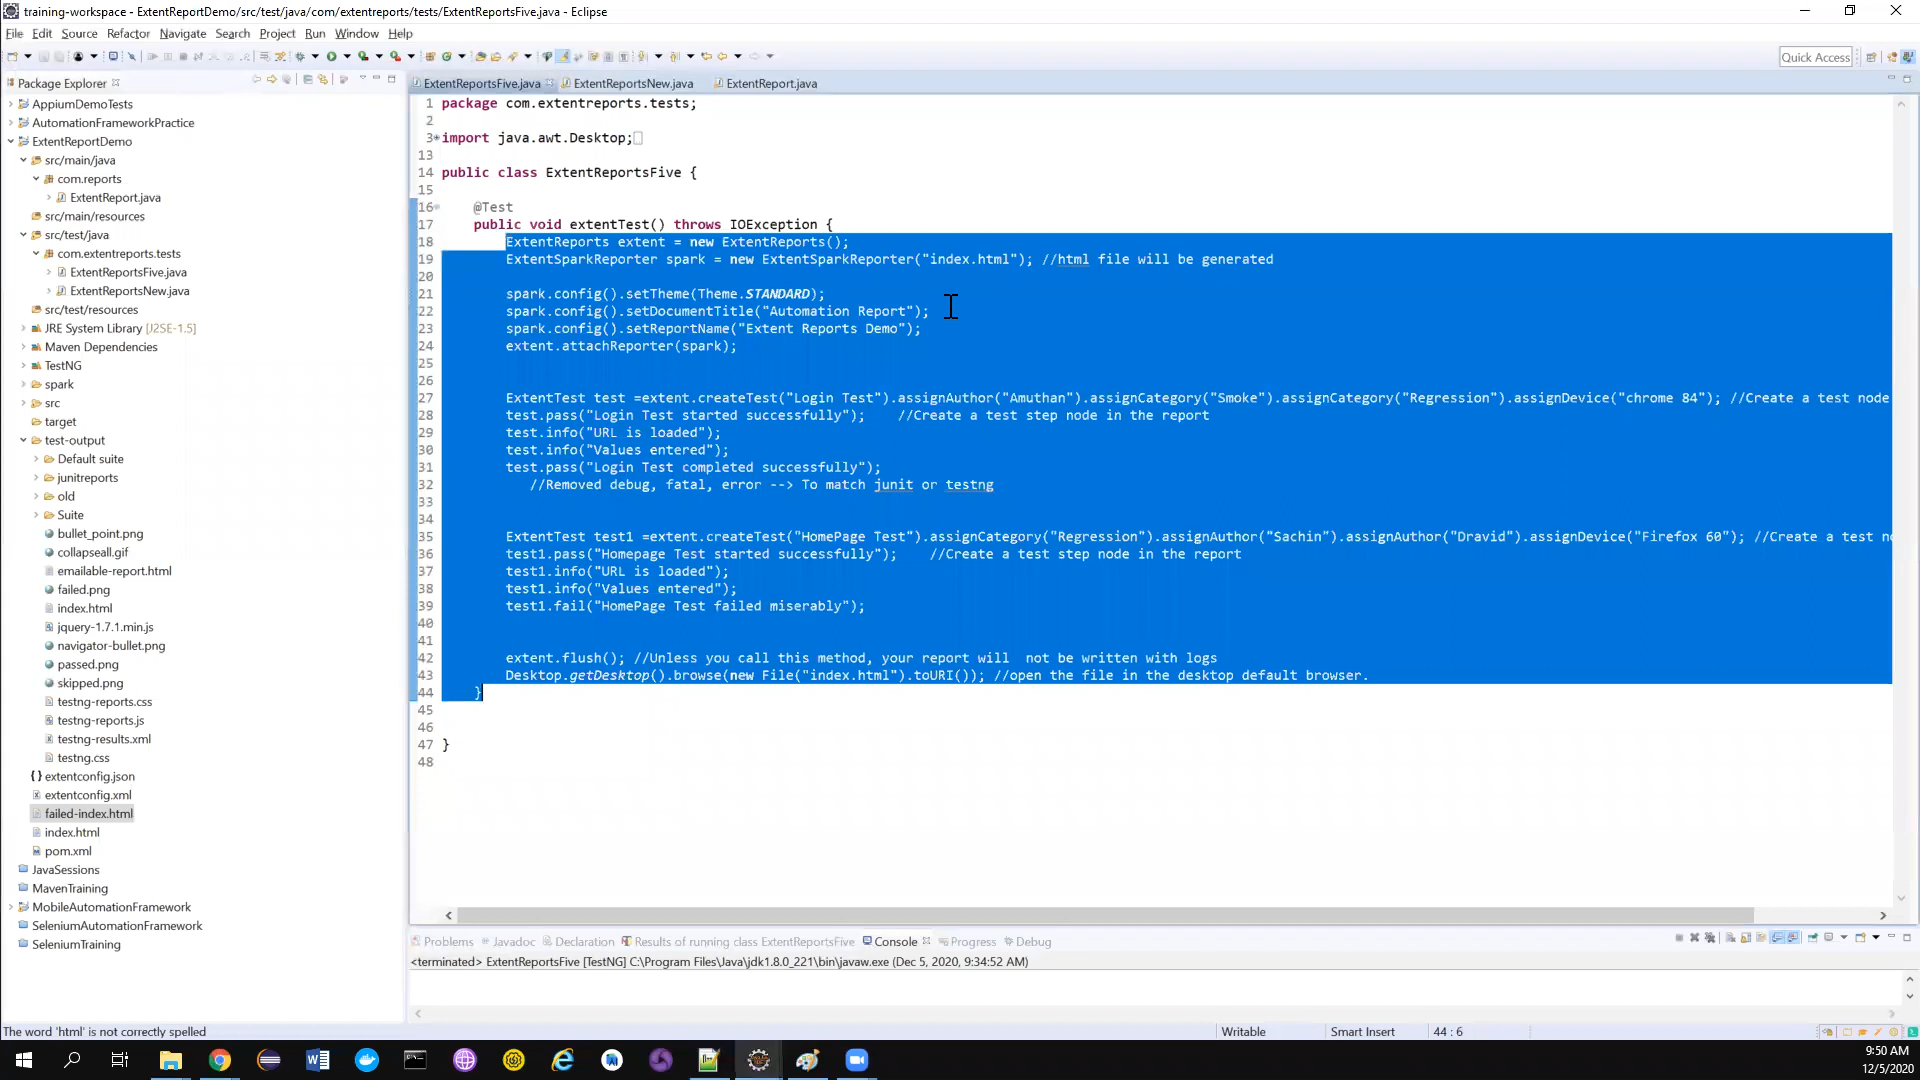 training-workspace - ExtentReportDemo/src/test/java/com/extentreports/tests/ExtentReportsFive.java - Eclipse
File Edit Source Refactor Navigate Search Project Run Window Help
Quick Access
Package Explorer
AppiumDemoTests
AutomationFrameworkPractice
ExtentReportDemo
src/main/java
com.reports
ExtentReport.java
src/main/resources
src/test/java
com.extentreports.tests
ExtentReportsFive.java
ExtentReportsNew.java
src/test/resources
JRE System Library [J2SE-1.5]
Maven Dependencies
TestNG
spark
src
target
test-output
Default suite
junitreports
old
Suite
bullet_point.png
collapseall.gif
emailable-report.html
failed.png
index.html
jquery-1.7.1.min.js
navigator-bullet.png
passed.png
skipped.png
testng-reports.css
testng-reports.js
testng-results.xml
testng.css
extentconfig.json
extentconfig.xml
failed-index.html
index.html
pom.xml
JavaSessions
MavenTraining
MobileAutomationFramework
SeleniumAutomationFramework
SeleniumTraining
ExtentReportsFive.java ExtentReportsNew.java ExtentReport.java
1 package com.extentreports.tests;
2
3 import java.awt.Desktop;
13
14 public class ExtentReportsFive {
15
16 @Test
17 public void extentTest() throws IOException {
18 ExtentReports extent = new ExtentReports();
19 ExtentSparkReporter spark = new ExtentSparkReporter("index.html"); //html file will be generated
20
21 spark.config().setTheme(Theme.STANDARD);
22 spark.config().setDocumentTitle("Automation Report");
23 spark.config().setReportName("Extent Reports Demo");
24 extent.attachReporter(spark);
25
26
27 ExtentTest test =extent.createTest("Login Test").assignAuthor("Amuthan").assignCategory("Smoke").assignCategory("Regression").assignDevice("chrome 84"); //Create a test node
28 test.pass("Login Test started successfully"); //Create a test step node in the report
29 test.info("URL is loaded");
30 test.info("Values entered");
31 test.pass("Login Test completed successfully");
32 //Removed debug, fatal, error --> To match junit or testng
33
34
35 ExtentTest test1 =extent.createTest("HomePage Test").assignCategory("Regression").assignAuthor("Sachin").assignAuthor("Dravid").assignDevice("Firefox 60"); //Create a test no
36 test1.pass("Homepage Test started successfully"); //Create a test step node in the report
37 test1.info("URL is loaded");
38 test1.info("Values entered");
39 test1.fail("HomePage Test failed miserably");
40
41
42 extent.flush(); //Unless you call this method, your report will  not be written with logs
43 Desktop.getDesktop().browse(new File("index.html").toURI()); //open the file in the desktop default browser.
44 }
45
46
47 }
48
Problems Javadoc Declaration Results of running class ExtentReportsFive Console Progress Debug
<terminated> ExtentReportsFive [TestNG] C:\Program Files\Java\jdk1.8.0_221\bin\javaw.exe (Dec 5, 2020, 9:34:52 AM)
The word 'html' is not correctly spelled
Writable Smart Insert 44 : 6
9:50 AM
12/5/2020